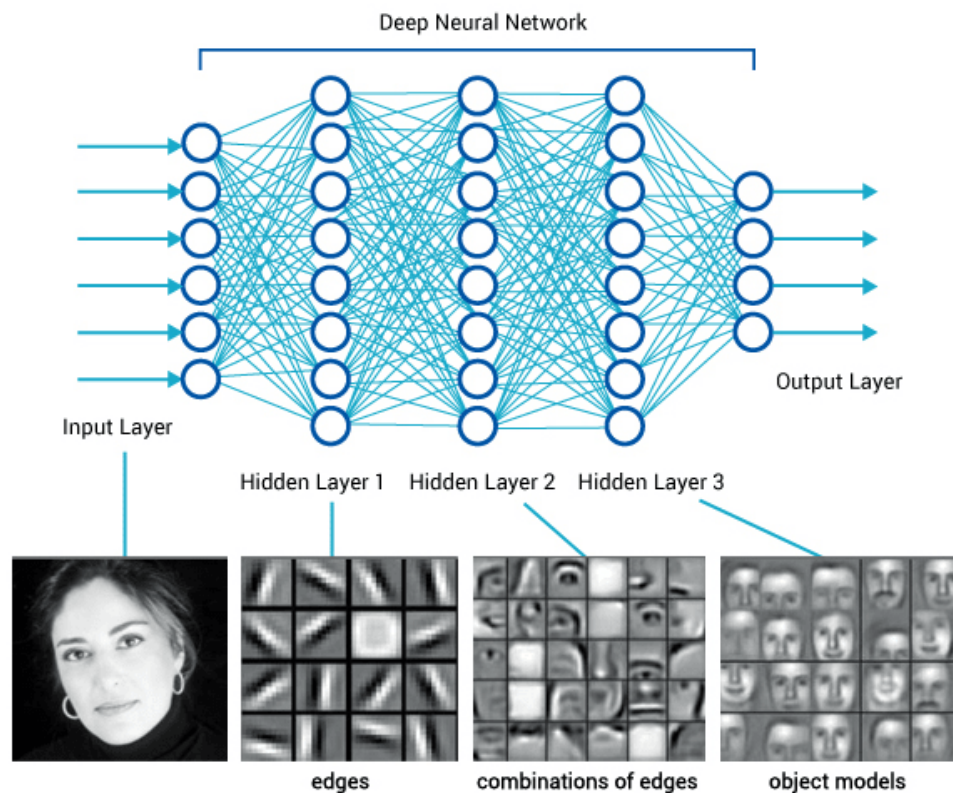 Deep Neural Network
Output Layer
Input Layer
Hidden Layer 1
Hidden Layer 2
Hidden Layer 3
edges
combinations of edges
object models